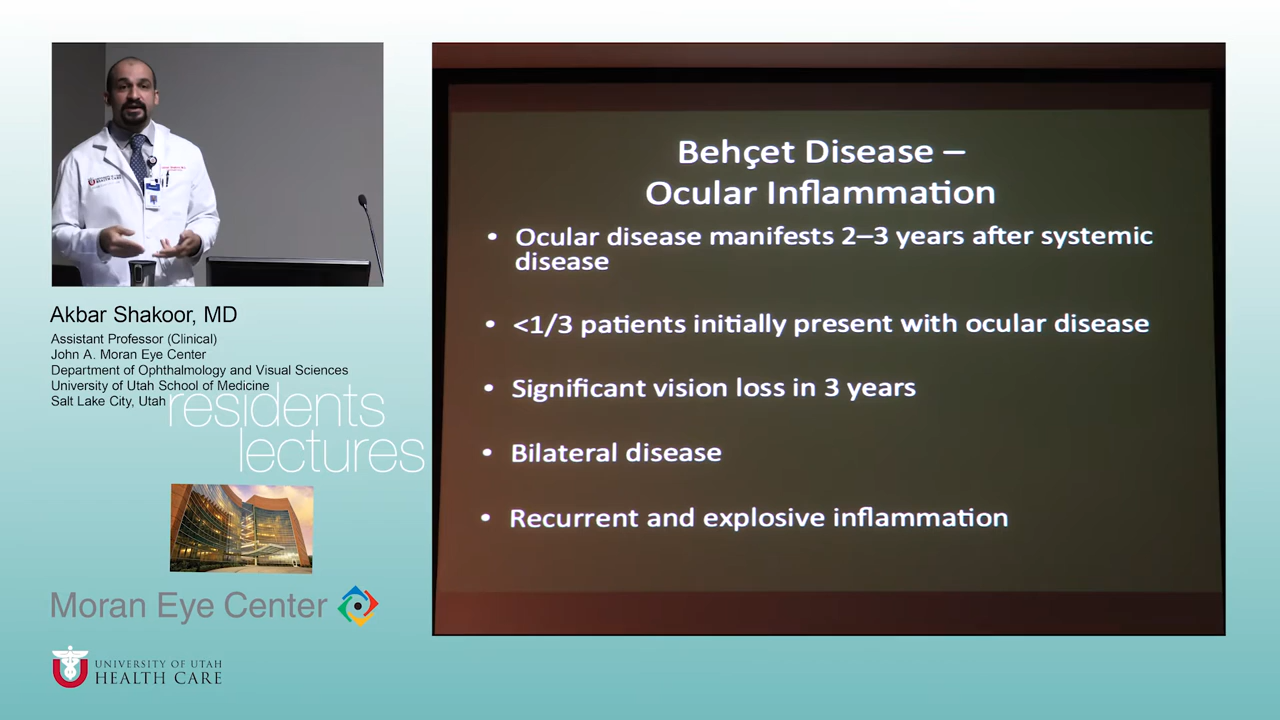 Akbar Shakoor, MD
Assistant Professor (Clinical)
John A. Moran Eye Center
Department of Ophthalmology and Visual Sciences
University of Utah School of Medicine
Salt Lake City, Utah
residents
lectures
Moran Eye Center
UNIVERSITY OF UTAH
HEALTH CARE
Behçet Disease –
Ocular Inflammation
• Ocular disease manifests 2–3 years after systemic
disease
• <1/3 patients initially present with ocular disease
• Significant vision loss in 3 years
• Bilateral disease
• Recurrent and explosive inflammation